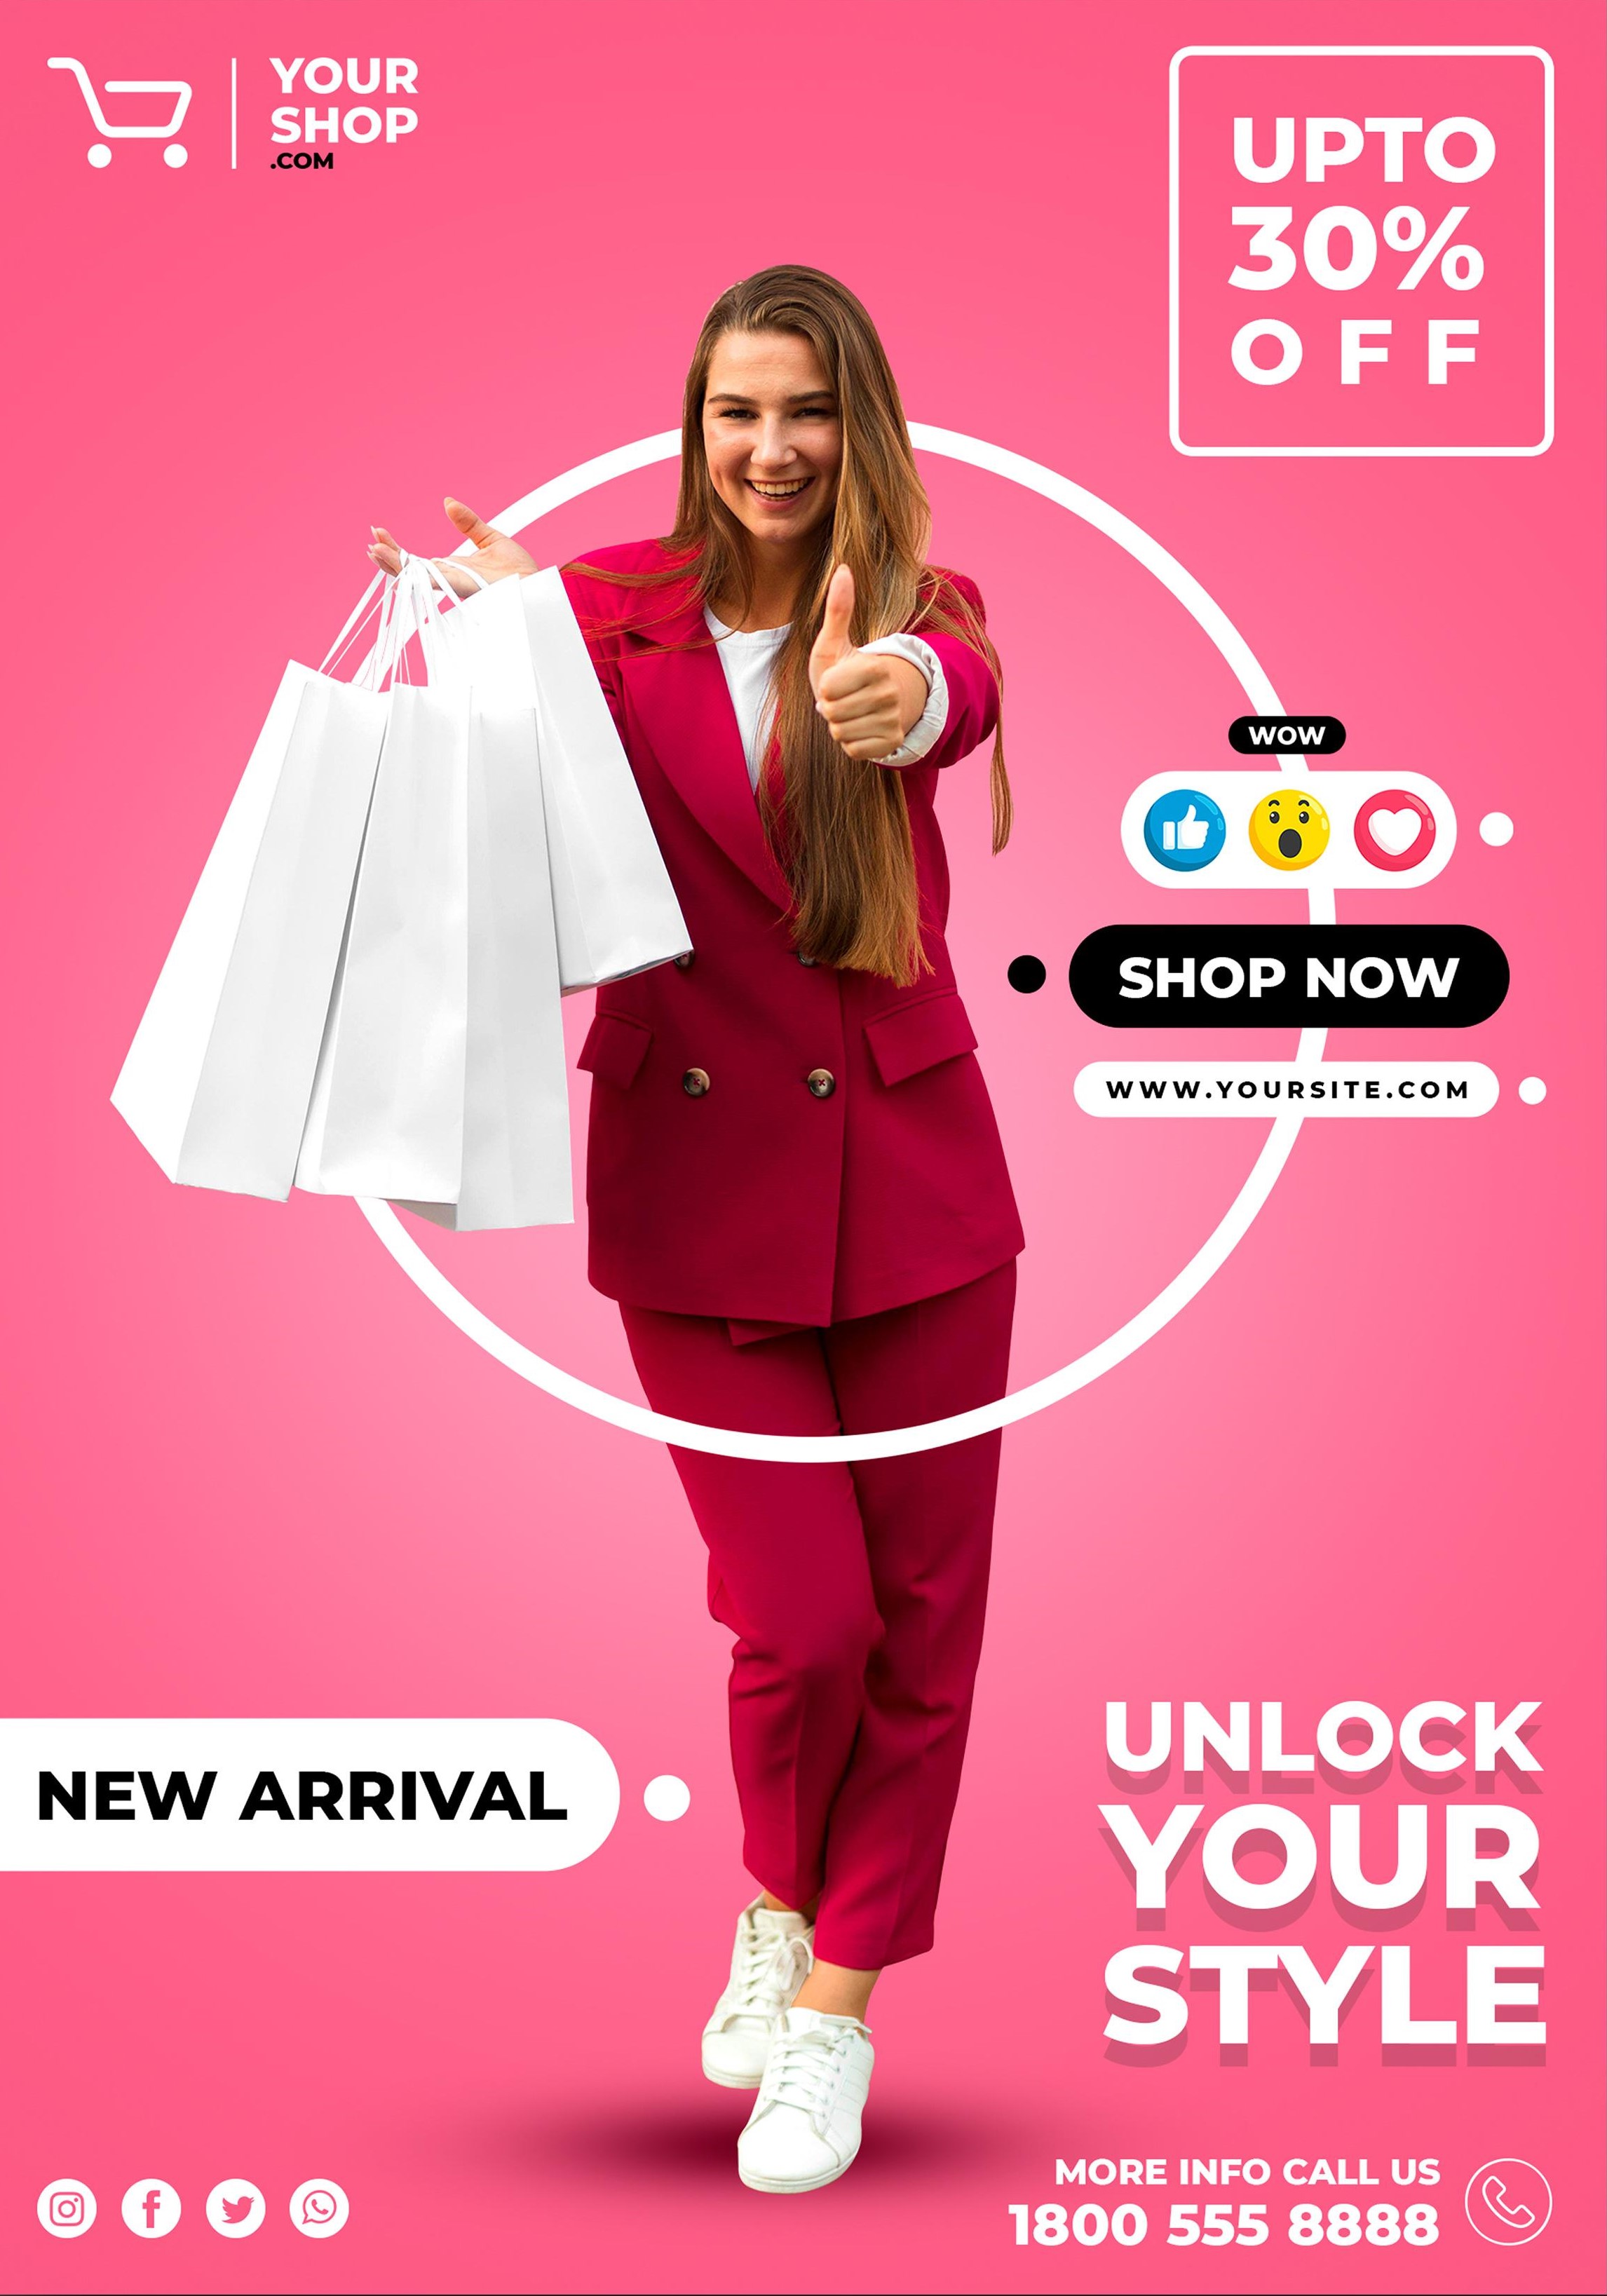 YOUR
SHOP
.COM
UPTO
30%
OFF
WOW
SHOP NOW
WWW.YOURSITE.COM
NEW ARRIVAL
UNLOCK
YOUR
STYLE
MORE INFO CALL US
1800 555 8888